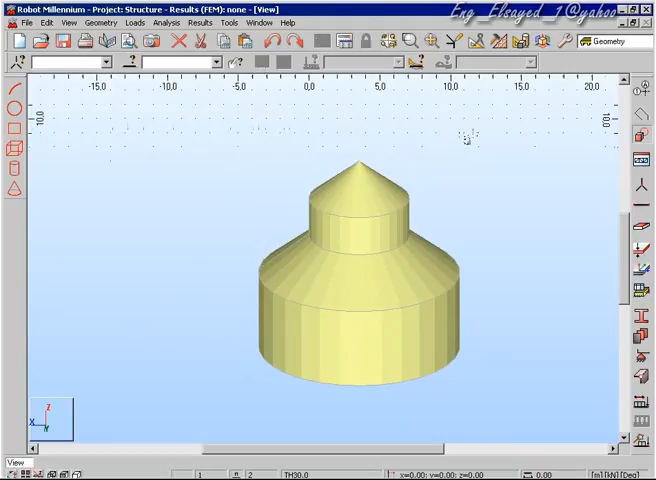 Robot Millennium - Project: Structure - Results (FEM): none - [View]
Eng_Elsayed_1@yahoo
File Edit View Geometry Loads Analysis Results Tools Window Help
Geometry
-15.0 -10.0 -5.0 0.0 5.0 10.0 15.0 20.0
10.0 10.0
Z
X Y
View
1 2 TH30.0 x=0.00; y=0.00; z=0.00 0.00 [m] [kN] [Deg]